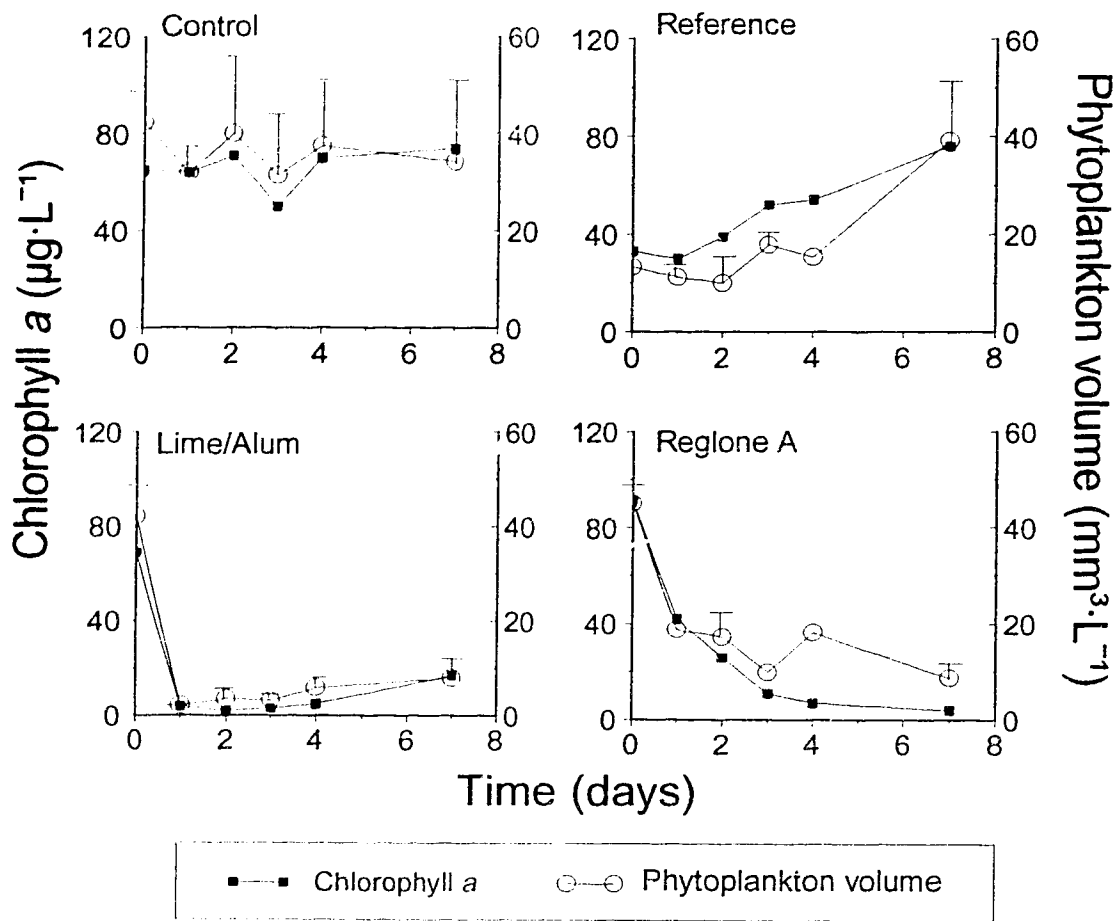 Control
Reference
120
80
40
0
60
40
20
0
0 2 4 6 8
120
80
40
0
60
40
20
0
0 2 4 6 8
Lime/Alum
Reglone A
120
80
40
0
60
40
20
0
0 2 4 6 8
120
80
40
0
60
40
20
0
0 2 4 6 8
Chlorophyll a (µg·L⁻¹)
Phytoplankton volume (mm³·L⁻¹)
Time (days)
Chlorophyll a
Phytoplankton volume